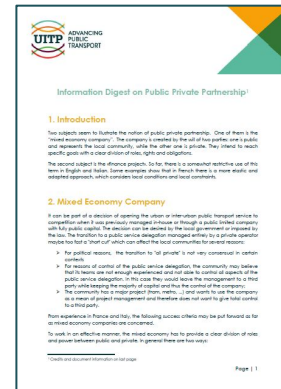 UITP
ADVANCING
PUBLIC
TRANSPORT
Information Digest on Public Private Partnership¹
1. Introduction
Two subjects seem to illustrate the notion of public private partnership. One of them is the
"mixed economy company". The company is created by the will of two parties: one is public
and represents the local community, while the other one is private. They intend to reach
specific goals with a clear division of roles, rights and obligations.
The second subject is the finance projects. So far, there is a somewhat restrictive use of this
term in English and Italian. Some examples show that in French there is a more elastic and
adapted approach, which considers local conditions and local constraints.
2. Mixed Economy Company
It can be part of a decision of opening the urban or inter-urban public transport service to
competition when it was previously managed in-house or through a public limited company
with fully public capital. The decision can be desired by the local government or imposed by
the law. The transition to a public service delegation managed entirely by a private operator
maybe too fast a "short cut" which can affect the local communities for several reasons:
➢ For political reasons, the transition to "all private" is not very consensual in certain
contexts
➢ For reasons of control of the public service delegation, the community may believe
that its teams are not enough experienced and not able to control all aspects of the
public service delegation. In this case they would leave the management to a third
party while keeping the majority of capital and thus the control of the company;
➢ The community has a major project (tram, metro, ...) and wants to use the company
as a mean of project management and therefore does not want to give total control
to a third party.
From experience in France and Italy, the following success criteria may be put forward as far
as mixed economy companies are concerned.
To work in an effective manner, the mixed economy has to provide a clear division of roles
and power between public and private. In general there are two ways:
¹ Credits and document information on last page
Page | 1